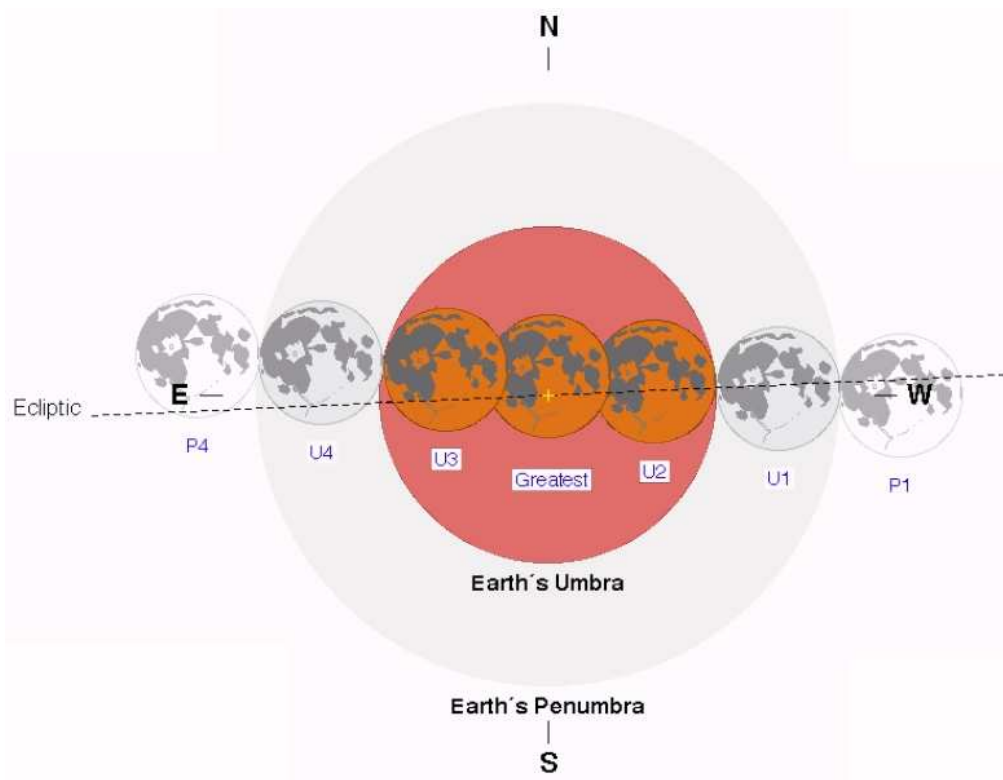 N
E
W
Ecliptic
P4
U4
U3
Greatest
U2
U1
P1
Earth´s Umbra
Earth´s Penumbra
S